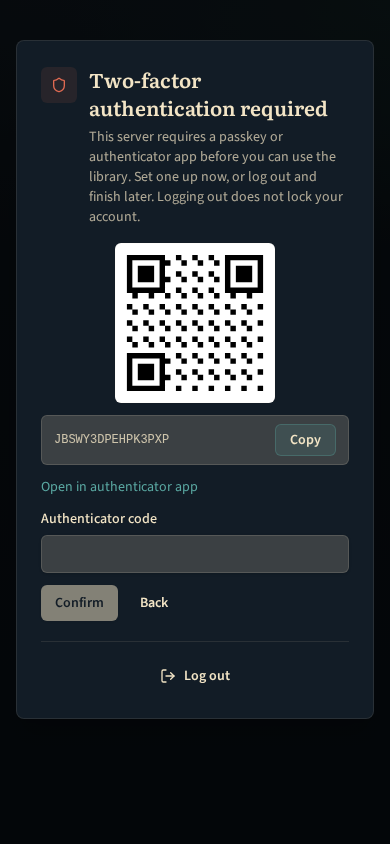 Two-factor
authentication required
This server requires a passkey or
authenticator app before you can use the
library. Set one up now, or log out and
finish later. Logging out does not lock your
account.
JBSWY3DPEHPK3PXP
Copy
Open in authenticator app
Authenticator code
Confirm
Back
Log out